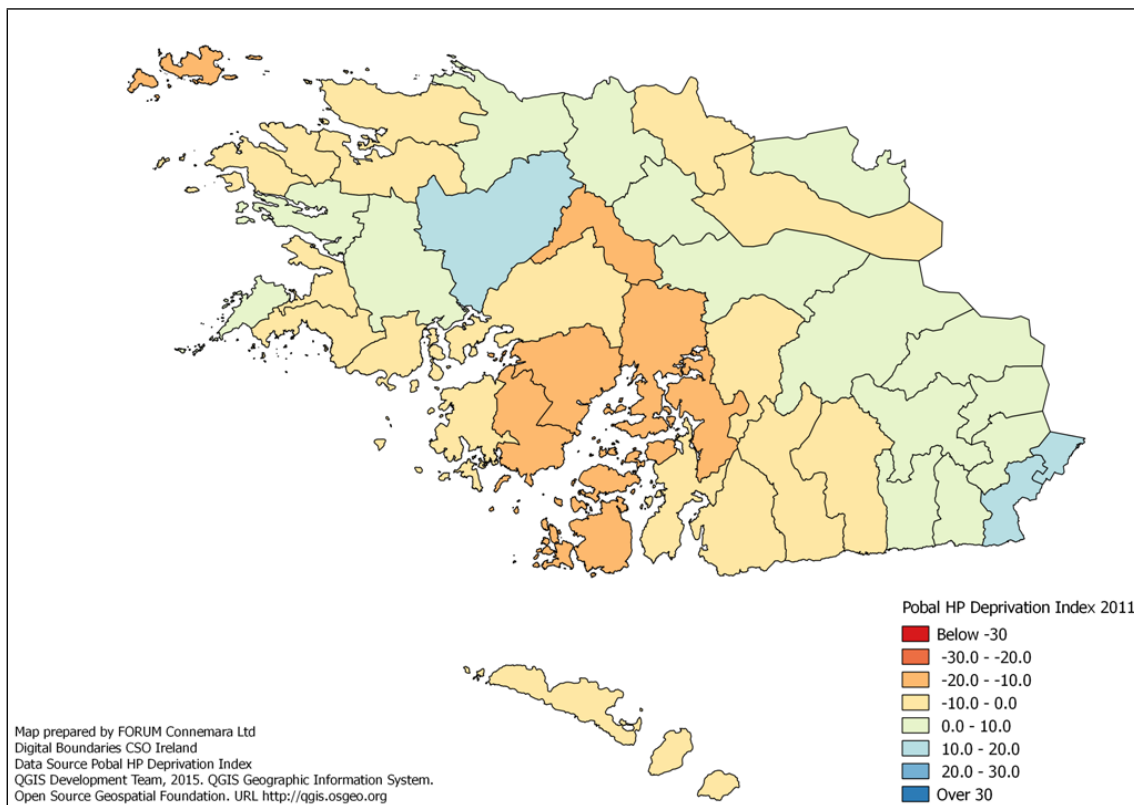 Pobal HP Deprivation Index 2011
Below -30
-30.0 - -20.0
-20.0 - -10.0
-10.0 - 0.0
0.0 - 10.0
10.0 - 20.0
20.0 - 30.0
Over 30
Map prepared by FORUM Connemara Ltd
Digital Boundaries CSO Ireland
Data Source Pobal HP Deprivation Index
QGIS Development Team, 2015. QGIS Geographic Information System.
Open Source Geospatial Foundation. URL http://qgis.osgeo.org